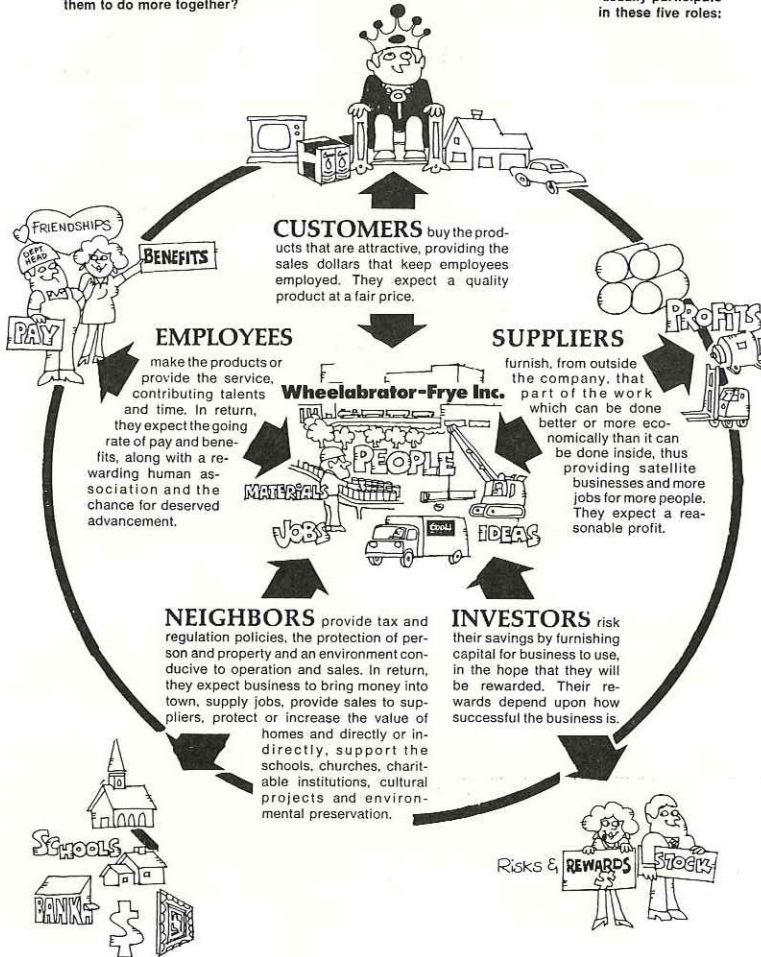 them to do more together?
usually participate
in these five roles:
CUSTOMERS buy the prod-
ucts that are attractive, providing the
sales dollars that keep employees
employed. They expect a quality
product at a fair price.
FRIENDSHIPS
DEPT
HEAD
BENEFITS
PAY
EMPLOYEES
make the products or
provide the service,
contributing talents
and time. In return,
they expect the going
rate of pay and bene-
fits, along with a re-
warding human as-
sociation and the
chance for deserved
advancement.
PROFITS
SUPPLIERS
furnish, from outside
the company, that
part of the work
which can be done
better or more eco-
nomically than it can
be done inside, thus
providing satellite
businesses and more
jobs for more people.
They expect a rea-
sonable profit.
Wheelabrator-Frye Inc.
PEOPLE
MATERIALS
JOBS
IDEAS
NEIGHBORS provide tax and
regulation policies, the protection of per-
son and property and an environment con-
ducive to operation and sales. In return,
they expect business to bring money into
town, supply jobs, provide sales to sup-
pliers, protect or increase the value of
homes and directly or in-
directly, support the
schools, churches, charit-
able institutions, cultural
projects and environ-
mental preservation.
INVESTORS risk
their savings by furnishing
capital for business to use,
in the hope that they will
be rewarded. Their re-
wards depend upon how
successful the business is.
SCHOOLS
BANK
$
RISKS & REWARDS
STOCK